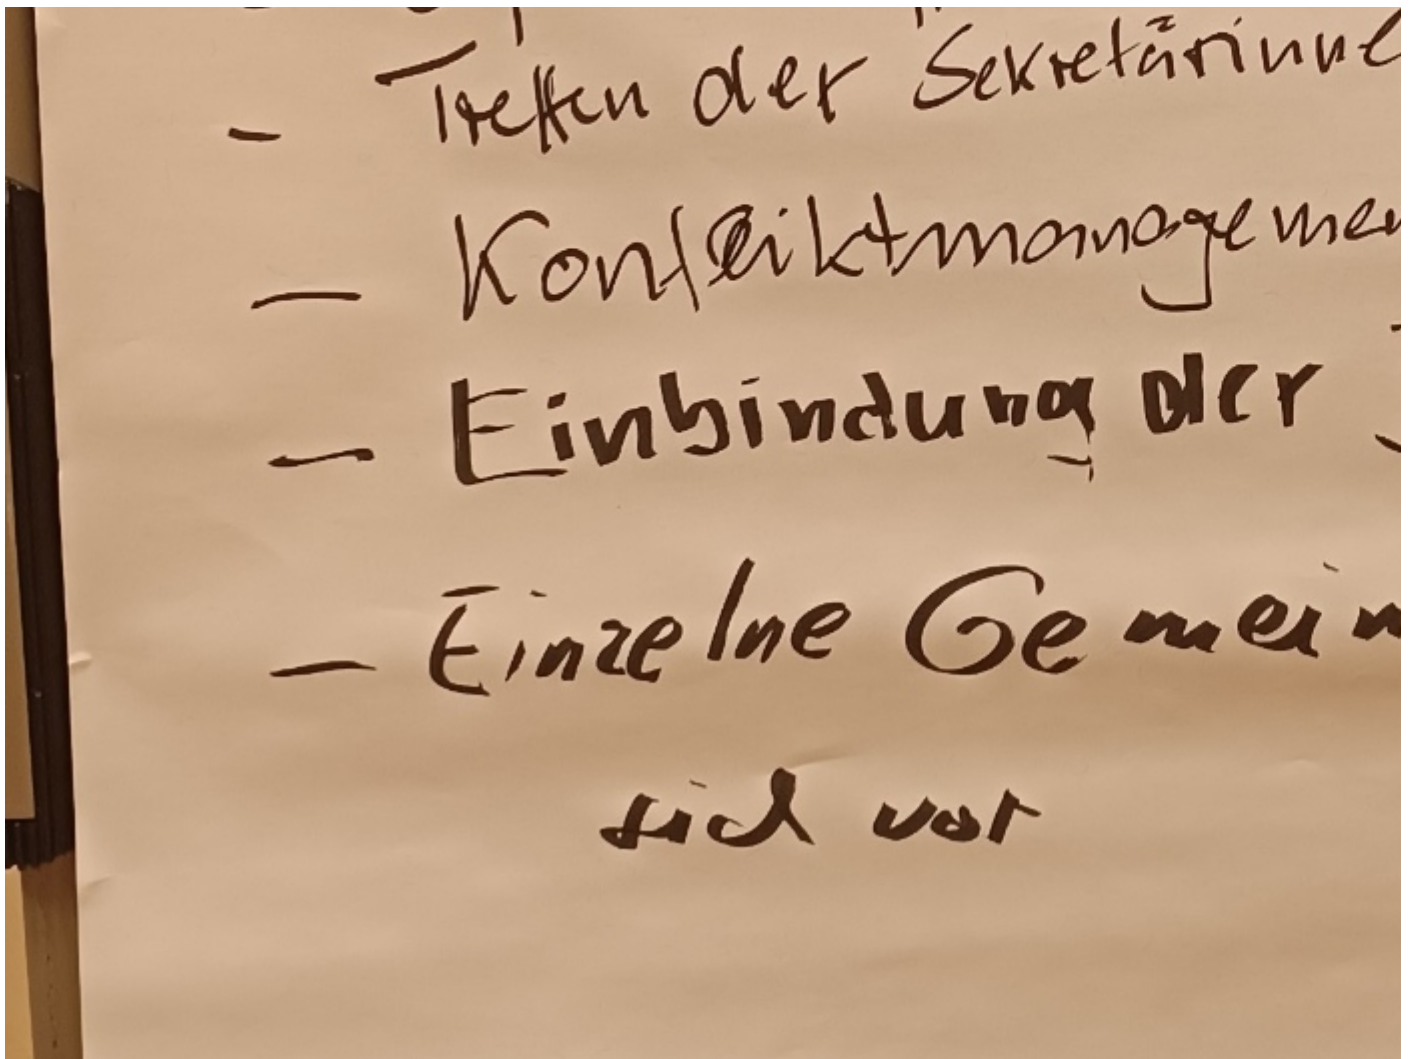 - Treffen der Sekretärinne
- Konfliktmanagemen
- Einbindung der
- Einzelne Gemein
sich vor